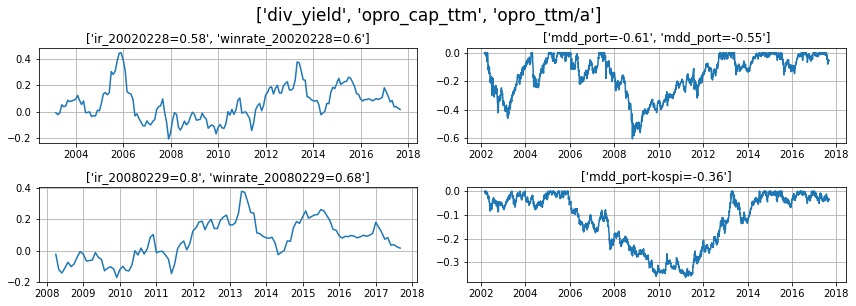 ['div_yield', 'opro_cap_ttm', 'opro_ttm/a']
['ir_20020228=0.58', 'winrate_20020228=0.6']
0.4
0.2
0.0
−0.2
2004 2006 2008 2010 2012 2014 2016 2018
['mdd_port=-0.61', 'mdd_port=-0.55']
0.0
−0.2
−0.4
−0.6
2002 2004 2006 2008 2010 2012 2014 2016 2018
['ir_20080229=0.8', 'winrate_20080229=0.68']
0.4
0.2
0.0
−0.2
2008 2009 2010 2011 2012 2013 2014 2015 2016 2017 2018
['mdd_port-kospi=-0.36']
0.0
−0.1
−0.2
−0.3
2002 2004 2006 2008 2010 2012 2014 2016 2018